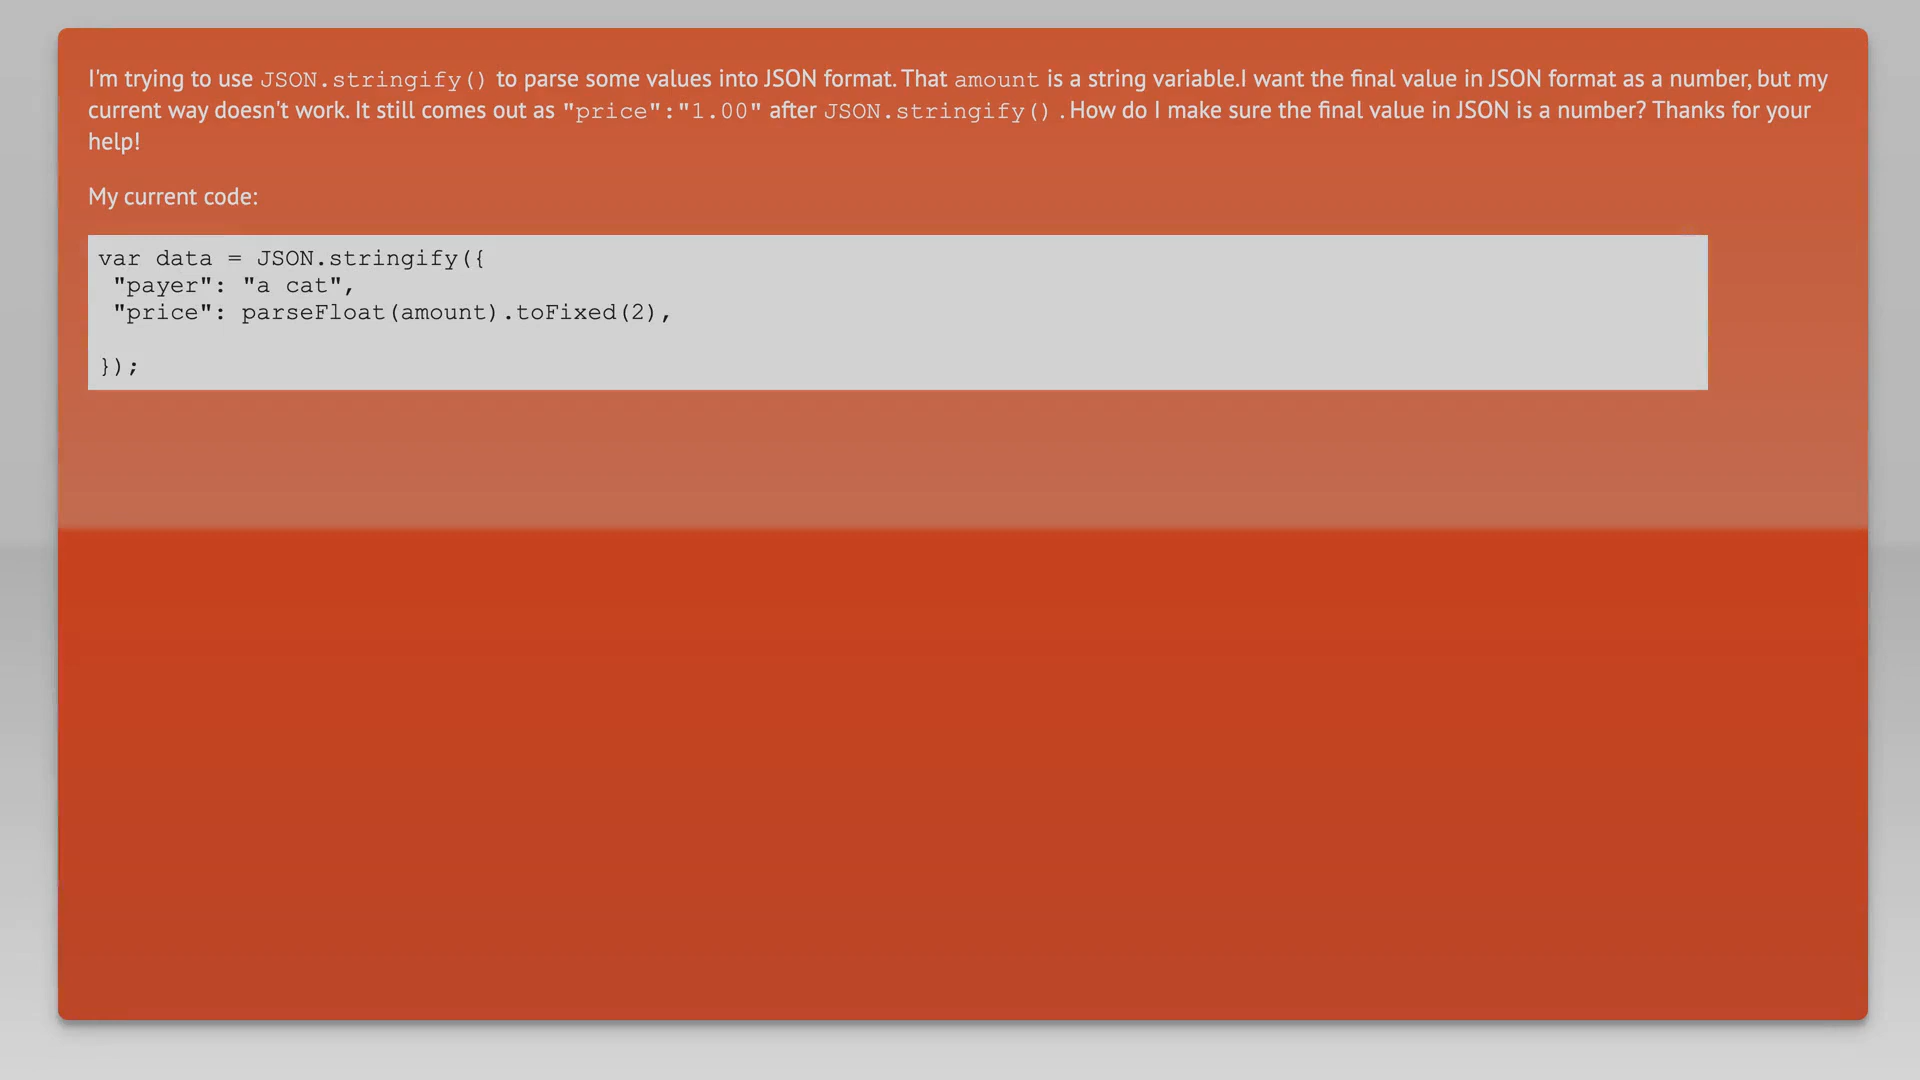 I'm trying to use JSON.stringify() to parse some values into JSON format. That amount is a string variable.I want the final value in JSON format as a number, but my
current way doesn't work. It still comes out as "price":"1.00" after JSON.stringify() . How do I make sure the final value in JSON is a number? Thanks for your
help!
My current code:
var data = JSON.stringify({
 "payer": "a cat",
 "price": parseFloat(amount).toFixed(2),
});